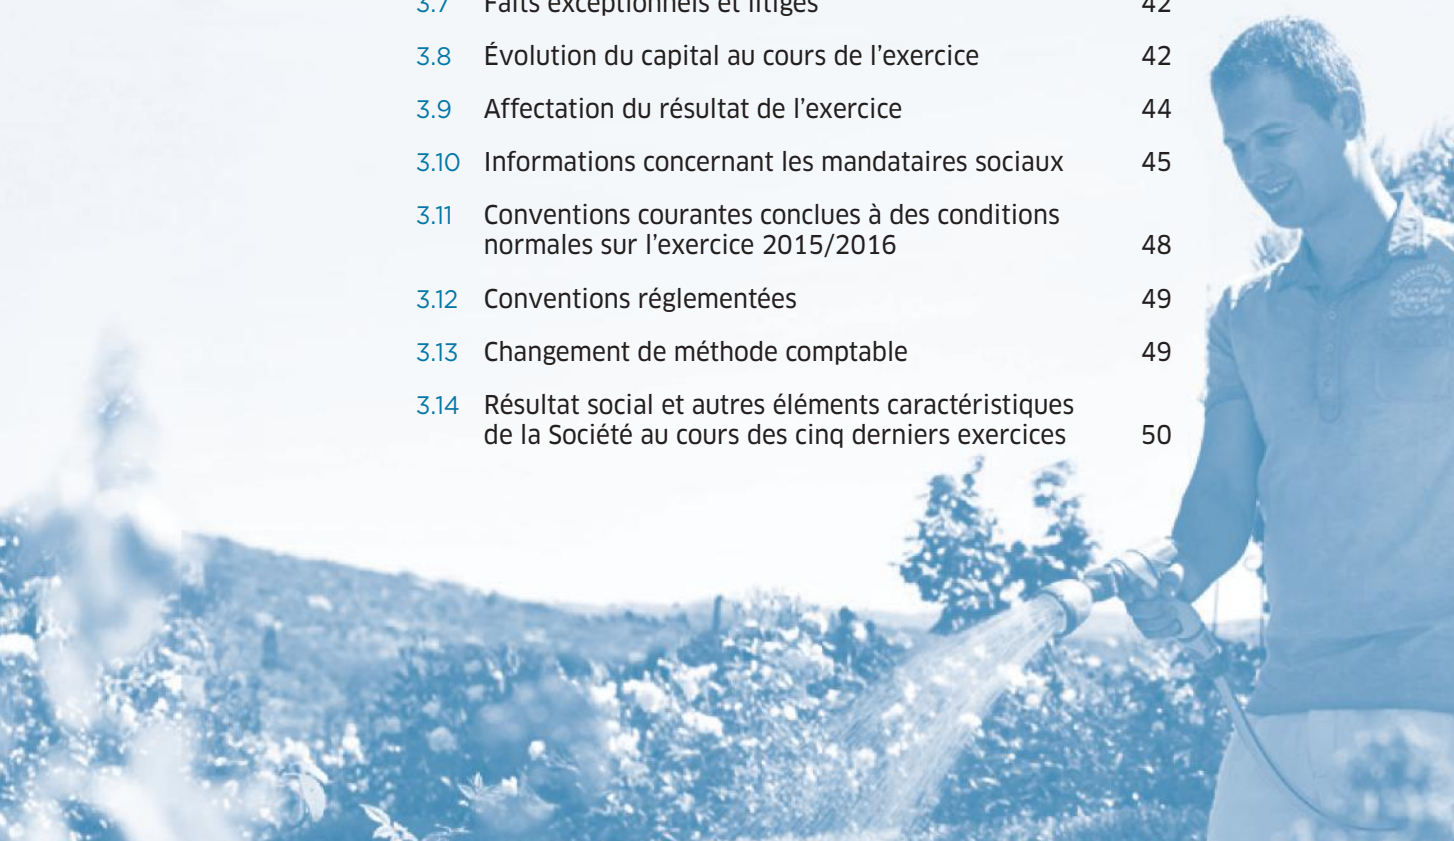 3.7 Faits exceptionnels et litiges 42
3.8 Évolution du capital au cours de l'exercice 42
3.9 Affectation du résultat de l'exercice 44
3.10 Informations concernant les mandataires sociaux 45
3.11 Conventions courantes conclues à des conditions
normales sur l'exercice 2015/2016 48
3.12 Conventions réglementées 49
3.13 Changement de méthode comptable 49
3.14 Résultat social et autres éléments caractéristiques
de la Société au cours des cinq derniers exercices 50